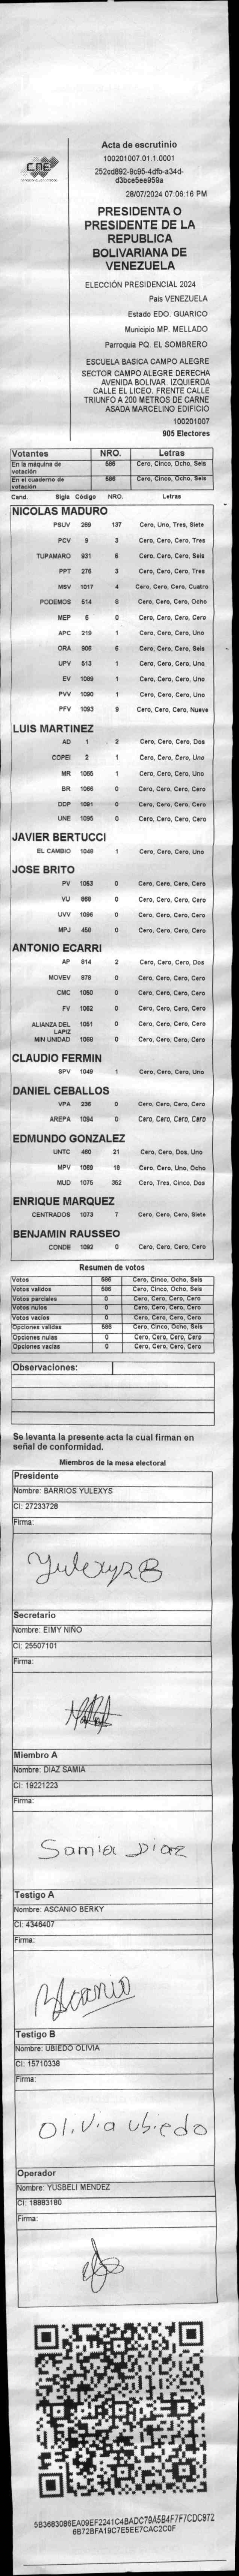 CNE
Acta de escrutinio
100201007.01.1.0001
252cd892-9c95-4dfb-a34d-
d3bce5ee959a
28/07/2024 07:06:16 PM
PRESIDENTA O
PRESIDENTE DE LA
REPUBLICA
BOLIVARIANA DE
VENEZUELA
ELECCIÓN PRESIDENCIAL 2024
Pais VENEZUELA
Estado EDO. GUARICO
Municipio MP. MELLADO
Parroquia PQ. EL SOMBRERO
ESCUELA BASICA CAMPO ALEGRE
SECTOR CAMPO ALEGRE DERECHA
AVENIDA BOLIVAR. IZQUIERDA
CALLE EL LICEO. FRENTE CALLE
TRIUNFO A 200 METROS DE CARNE
ASADA MARCELINO EDIFICIO
100201007
905 Electores
Votantes NRO. Letras
En la máquina de votación 586 Cero, Cinco, Ocho, Seis
En el cuaderno de votación 586 Cero, Cinco, Ocho, Seis
Cand. Sigla Código NRO. Letras
NICOLAS MADURO
PSUV 269 137 Cero, Uno, Tres, Siete
PCV 9 3 Cero, Cero, Cero, Tres
TUPAMARO 931 6 Cero, Cero, Cero, Seis
PPT 276 3 Cero, Cero, Cero, Tres
MSV 1017 4 Cero, Cero, Cero, Cuatro
PODEMOS 514 8 Cero, Cero, Cero, Ocho
MEP 6 0 Cero, Cero, Cero, Cero
APC 219 1 Cero, Cero, Cero, Uno
ORA 906 6 Cero, Cero, Cero, Seis
UPV 513 1 Cero, Cero, Cero, Uno
EV 1089 1 Cero, Cero, Cero, Uno
PVV 1090 1 Cero, Cero, Cero, Uno
PFV 1093 9 Cero, Cero, Cero, Nueve
LUIS MARTINEZ
AD 1 2 Cero, Cero, Cero, Dos
COPEI 2 1 Cero, Cero, Cero, Uno
MR 1065 1 Cero, Cero, Cero, Uno
BR 1066 0 Cero, Cero, Cero, Cero
DDP 1091 0 Cero, Cero, Cero, Cero
UNE 1095 0 Cero, Cero, Cero, Cero
JAVIER BERTUCCI
EL CAMBIO 1048 1 Cero, Cero, Cero, Uno
JOSE BRITO
PV 1053 0 Cero, Cero, Cero, Cero
VU 868 0 Cero, Cero, Cero, Cero
UVV 1096 0 Cero, Cero, Cero, Cero
MPJ 458 0 Cero, Cero, Cero, Cero
ANTONIO ECARRI
AP 914 2 Cero, Cero, Cero, Dos
MOVEV 879 0 Cero, Cero, Cero, Cero
CMC 1050 0 Cero, Cero, Cero, Cero
FV 1062 0 Cero, Cero, Cero, Cero
ALIANZA DEL LAPIZ 1051 0 Cero, Cero, Cero, Cero
MIN UNIDAD 1068 0 Cero, Cero, Cero, Cero
CLAUDIO FERMIN
SPV 1049 1 Cero, Cero, Cero, Uno
DANIEL CEBALLOS
VPA 236 0 Cero, Cero, Cero, Cero
AREPA 1094 0 Cero, Cero, Cero, Cero
EDMUNDO GONZALEZ
UNTC 480 21 Cero, Cero, Dos, Uno
MPV 1069 18 Cero, Cero, Uno, Ocho
MUD 1075 352 Cero, Tres, Cinco, Dos
ENRIQUE MARQUEZ
CENTRADOS 1073 7 Cero, Cero, Cero, Siete
BENJAMIN RAUSSEO
CONDE 1092 0 Cero, Cero, Cero, Cero
Resumen de votos
Votos 586 Cero, Cinco, Ocho, Seis
Votos validos 586 Cero, Cinco, Ocho, Seis
Votos parciales 0 Cero, Cero, Cero, Cero
Votos nulos 0 Cero, Cero, Cero, Cero
Votos vacios 0 Cero, Cero, Cero, Cero
Opciones validas 586 Cero, Cinco, Ocho, Seis
Opciones nulas 0 Cero, Cero, Cero, Cero
Opciones vacias 0 Cero, Cero, Cero, Cero
Observaciones:
Se levanta la presente acta la cual firman en
señal de conformidad.
Miembros de la mesa electoral
Presidente
Nombre: BARRIOS YULEXYS
CI: 27233728
Firma:
Yulexys B
Secretario
Nombre: EIMY NIÑO
CI: 25507101
Firma:
Miembro A
Nombre: DIAZ SAMIA
CI: 19221223
Firma:
Samia Diaz
Testigo A
Nombre: ASCANIO BERKY
CI: 4346407
Firma:
BAscanio
Testigo B
Nombre: UBIEDO OLIVIA
CI: 15710338
Firma:
Olivia Ubiedo
Operador
Nombre: YUSBELI MENDEZ
CI: 18883180
Firma:
5B3683086EA09EF2241C4BADC79A5B4F7F7CDC972
6B72BFA19C7E5EE7CAC2C0F